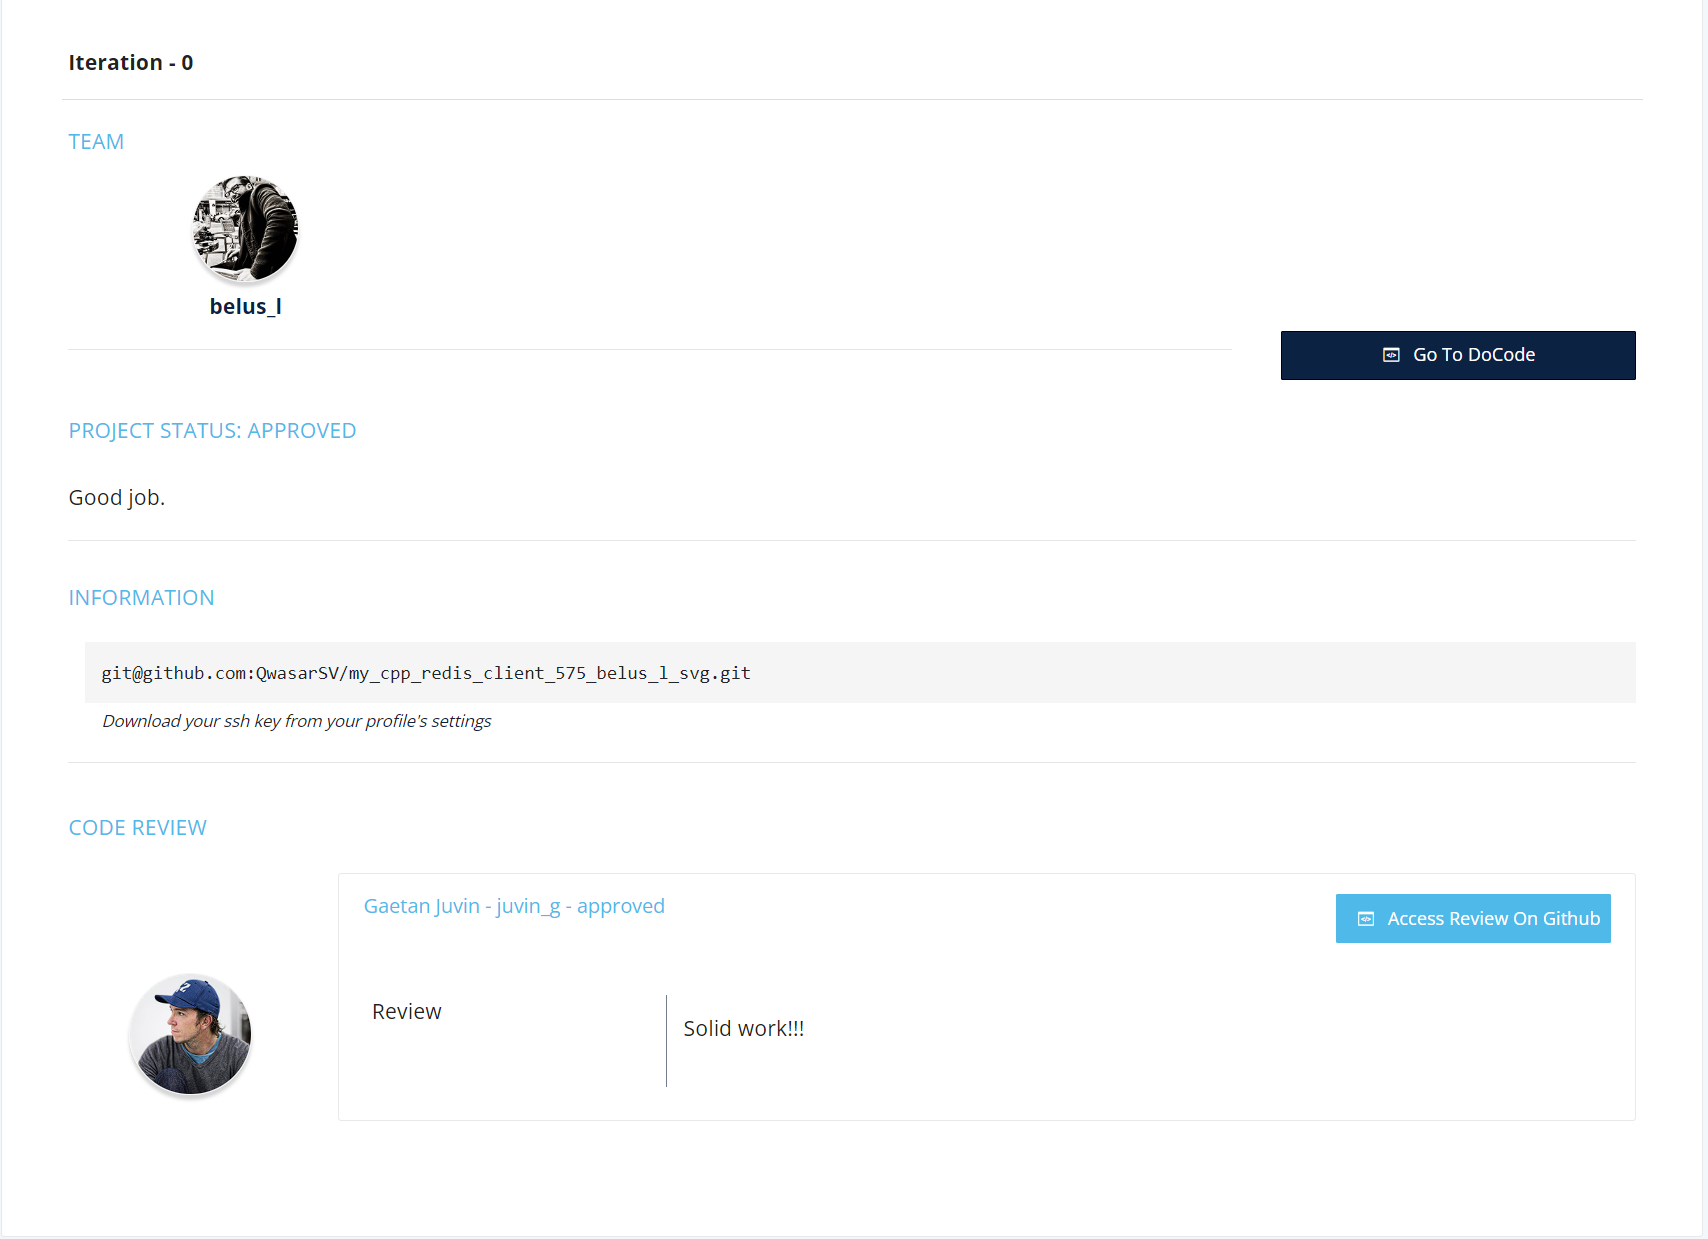 Iteration - 0
TEAM
belus_l
Go To DoCode
PROJECT STATUS: APPROVED
Good job.
INFORMATION
git@github.com:QwasarSV/my_cpp_redis_client_575_belus_l_svg.git
Download your ssh key from your profile's settings
CODE REVIEW
Gaetan Juvin - juvin_g - approved
Access Review On Github
Review
Solid work!!!